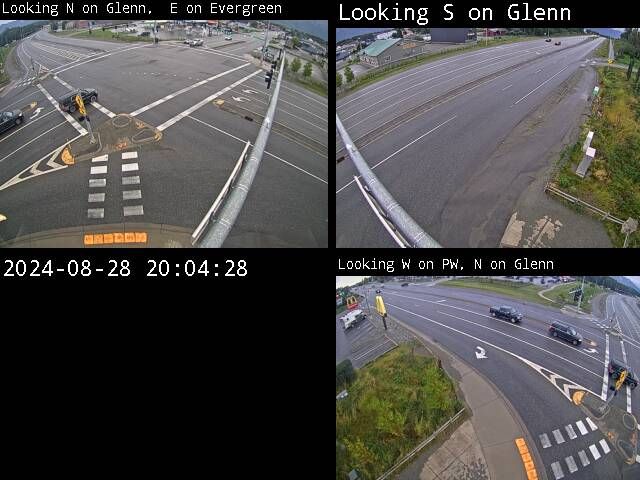 Looking N on Glenn, E on Evergreen
Looking S on Glenn
2024-08-28 20:04:28
Looking W on PW, N on Glenn